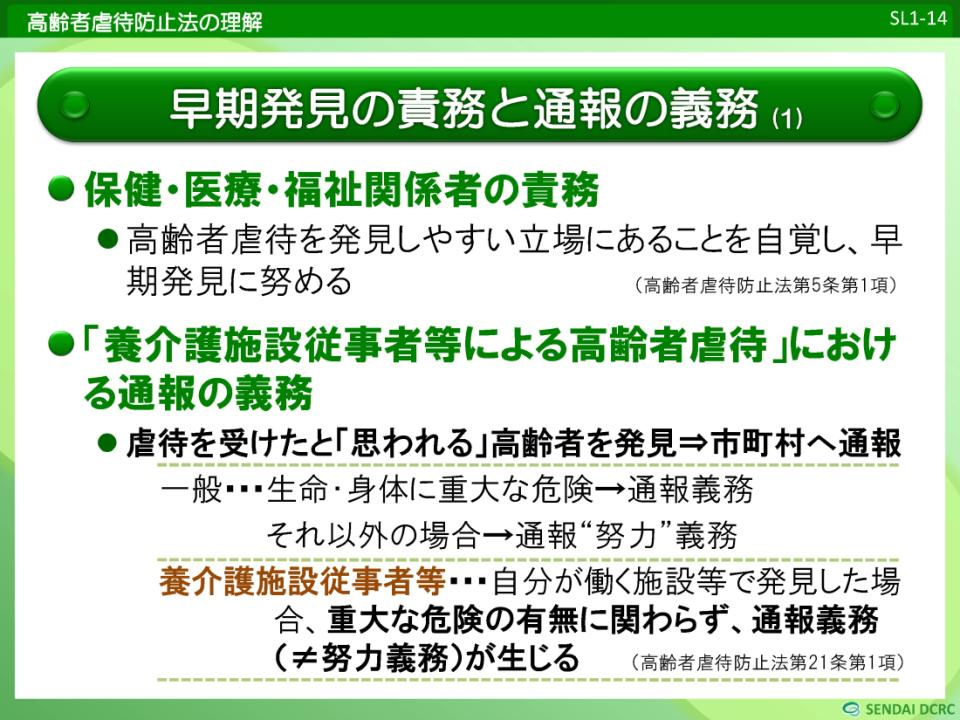 高齢者虐待防止法の理解
SL1-14
早期発見の責務と通報の義務 (1)
保健・医療・福祉関係者の責務
高齢者虐待を発見しやすい立場にあることを自覚し、早
期発見に努める (高齢者虐待防止法第5条第1項)
「養介護施設従事者等による高齢者虐待」におけ
る通報の義務
虐待を受けたと「思われる」高齢者を発見⇒市町村へ通報
一般・・・生命・身体に重大な危険→通報義務
それ以外の場合→通報“努力”義務
養介護施設従事者等・・・自分が働く施設等で発見した場
合、重大な危険の有無に関わらず、通報義務
(≠努力義務)が生じる (高齢者虐待防止法第21条第1項)
SENDAI DCRC